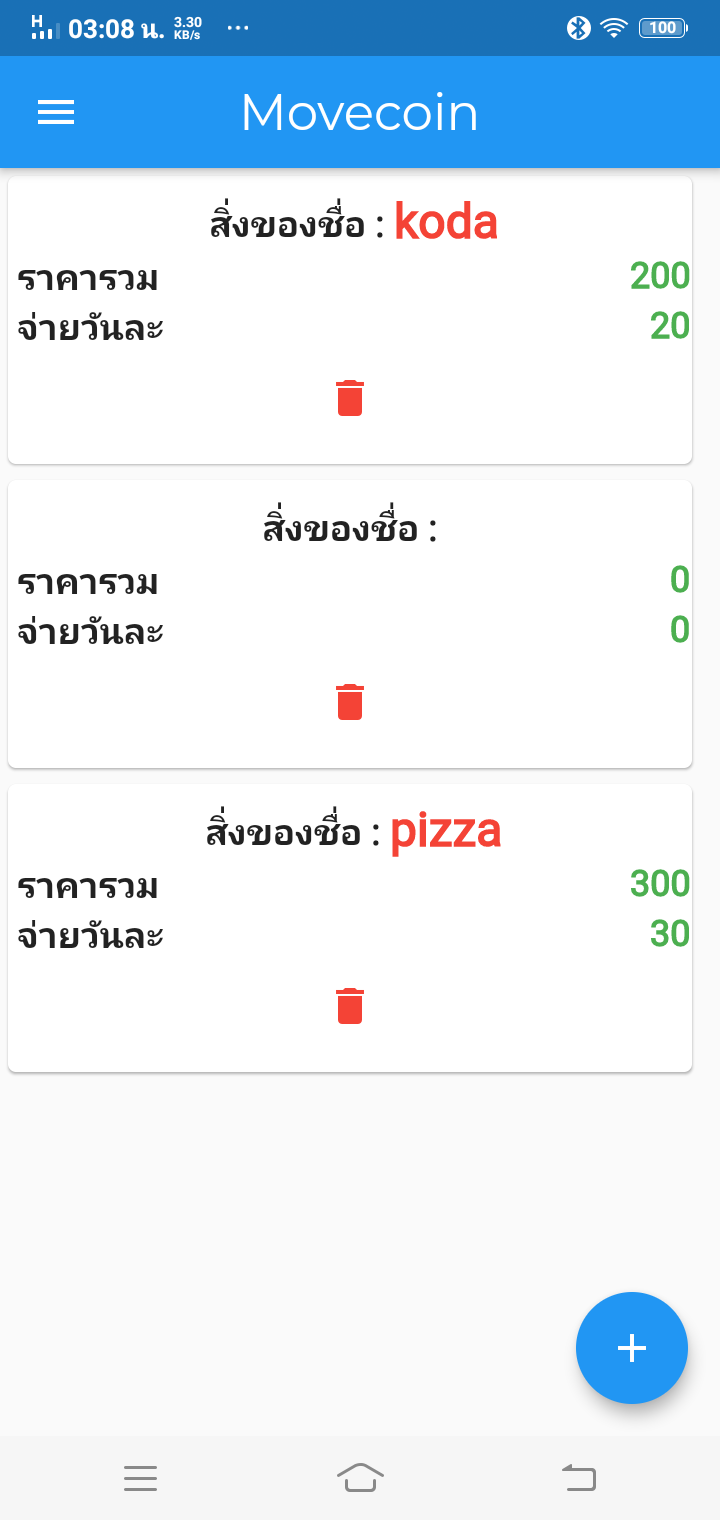 H 03:08 น. 3.30 KB/s ... 100
Movecoin
สิ่งของชื่อ : koda
ราคารวม 200
จ่ายวันละ 20
สิ่งของชื่อ :
ราคารวม 0
จ่ายวันละ 0
สิ่งของชื่อ : pizza
ราคารวม 300
จ่ายวันละ 30
+